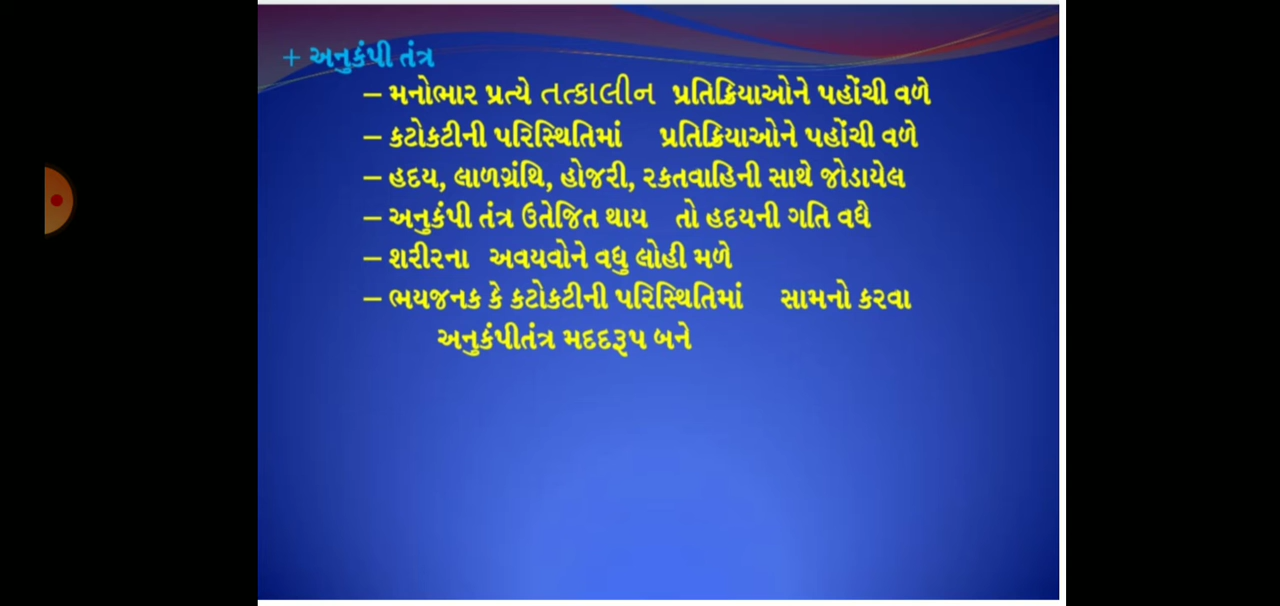 + અનુકંપી તંત્ર
– મનોભાર પ્રત્યે તત્કાલીન પ્રતિક્રિયાઓને પહોંચી વળે
– કટોકટીની પરિસ્થિતિમાં પ્રતિક્રિયાઓને પહોંચી વળે
– હદય, લાળગ્રંથિ, હોજરી, રકતવાહિની સાથે જોડાયેલ
– અનુકંપી તંત્ર ઉતેજિત થાય તો હદયની ગતિ વધૈ
– શરીરના અવયવોને વધુ લોહી મળે
– ભયજનક કે કટોકટીની પરિસ્થિતિમાં સામનો કરવા
અનુકંપીતંત્ર મદદરૂપ બને